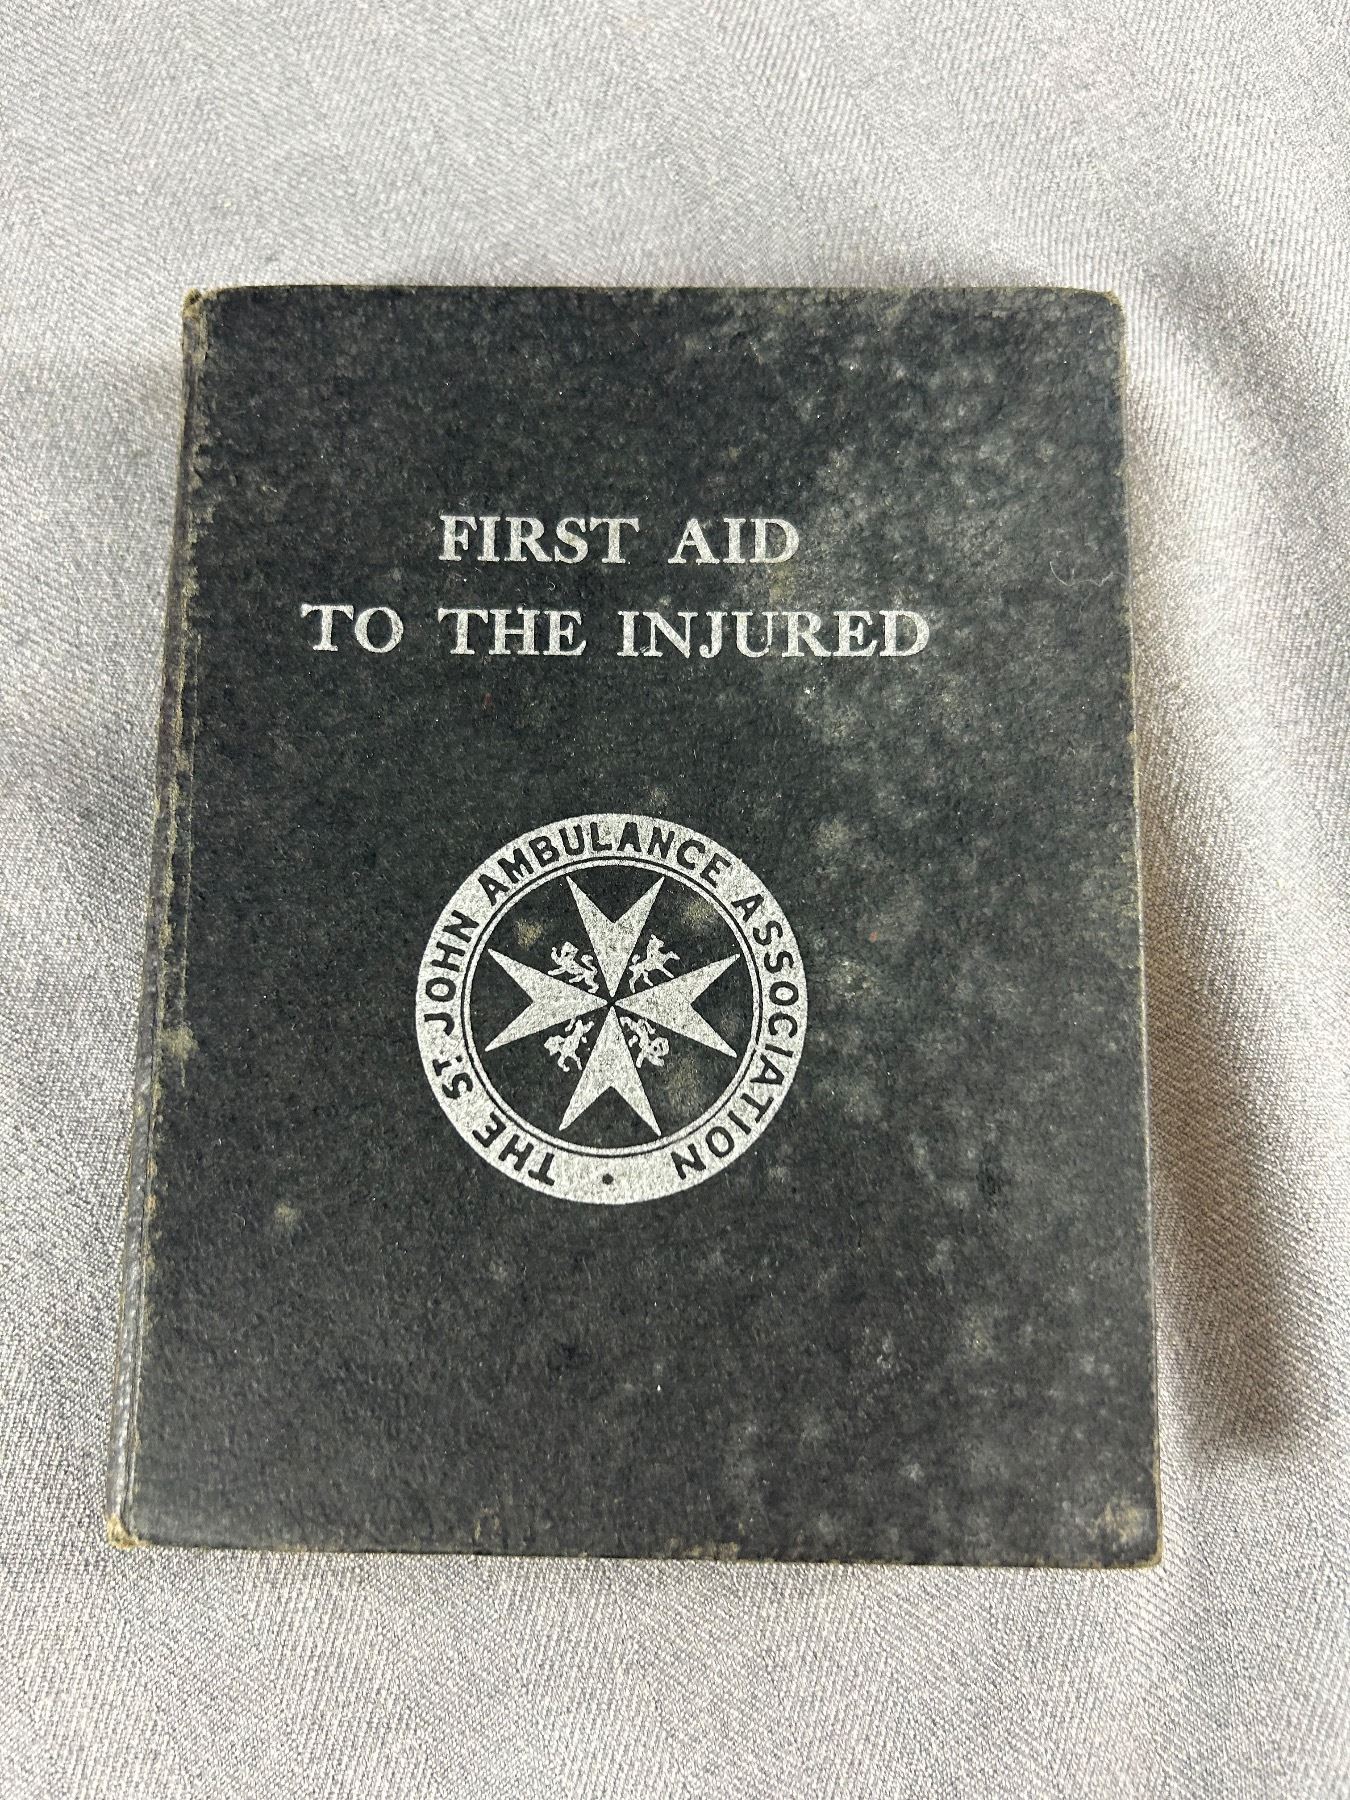 FIRST AID
TO THE INJURED
THE ST. JOHN AMBULANCE ASSOCIATION